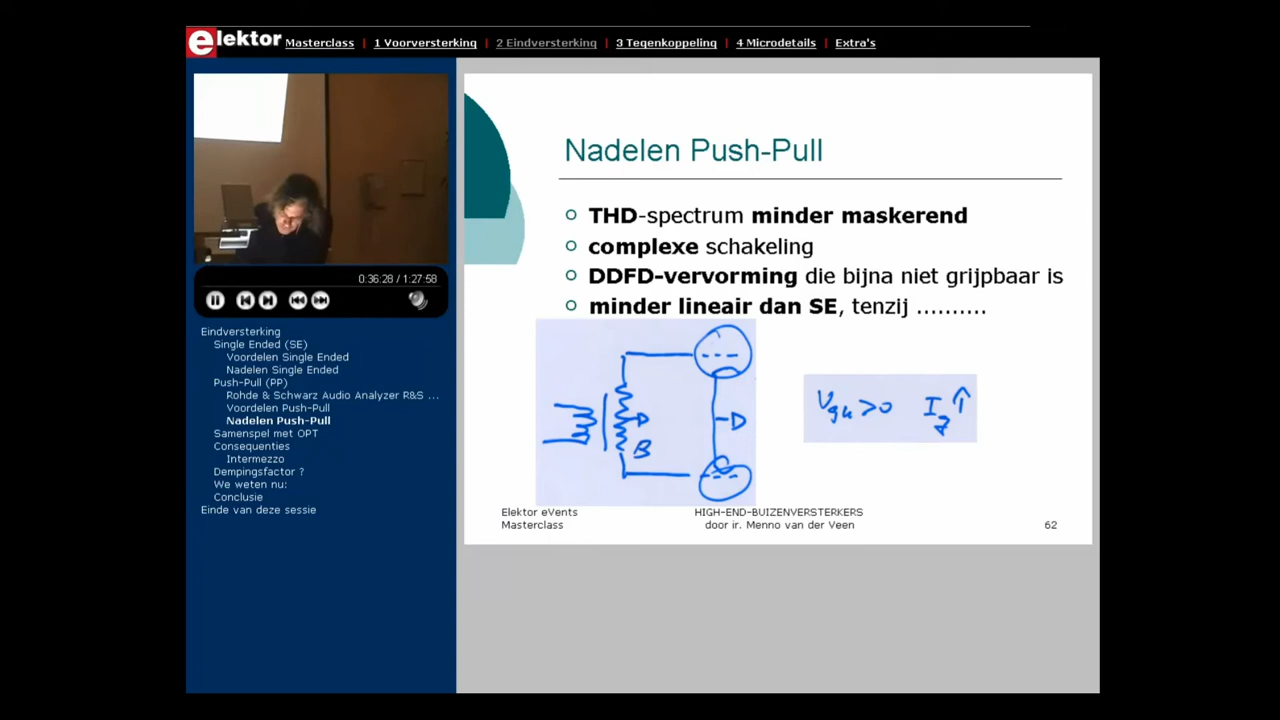 elektor Masterclass | 1 Voorversterking | 2 Eindversterking | 3 Tegenkoppeling | 4 Microdetails | Extra's
0:36:28 / 1:27:58
Eindversterking
Single Ended (SE)
Voordelen Single Ended
Nadelen Single Ended
Push-Pull (PP)
Rohde & Schwarz Audio Analyzer R&S ...
Voordelen Push-Pull
Nadelen Push-Pull
Samenspel met OPT
Consequenties
Intermezzo
Dempingsfactor ?
We weten nu:
Conclusie
Einde van deze sessie
Nadelen Push-Pull
THD-spectrum minder maskerend
complexe schakeling
DDFD-vervorming die bijna niet grijpbaar is
minder lineair dan SE, tenzij ..........
B
Vgk >0 Ig ↑
Elektor eVents
Masterclass
HIGH-END-BUIZENVERSTERKERS
door ir. Menno van der Veen
62